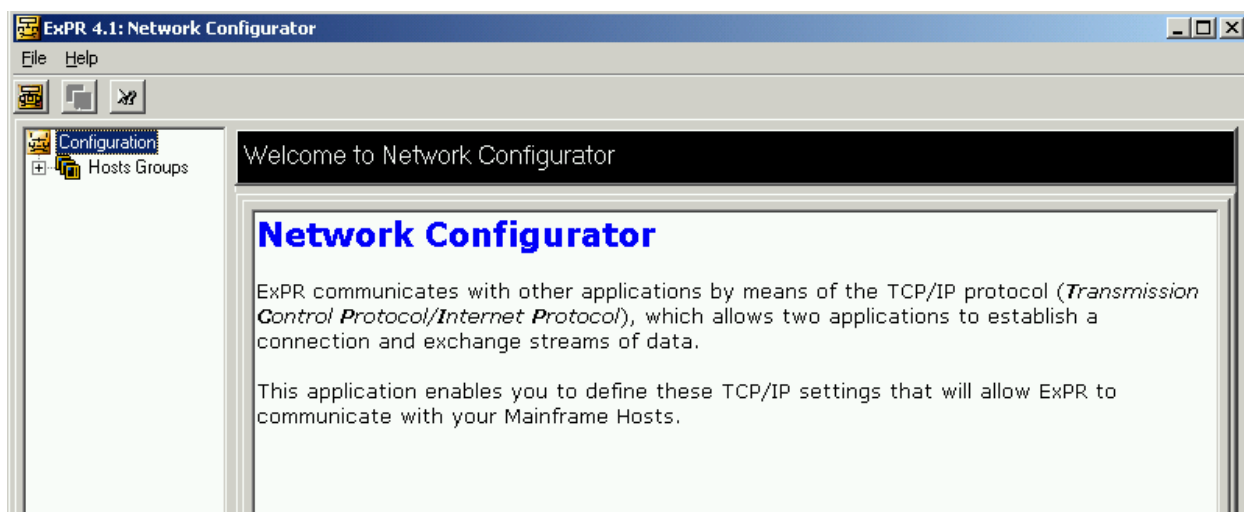 ExPR 4.1: Network Configurator
File Help
Configuration
Hosts Groups
Welcome to Network Configurator
Network Configurator
ExPR communicates with other applications by means of the TCP/IP protocol (Transmission
Control Protocol/Internet Protocol), which allows two applications to establish a
connection and exchange streams of data.
This application enables you to define these TCP/IP settings that will allow ExPR to
communicate with your Mainframe Hosts.